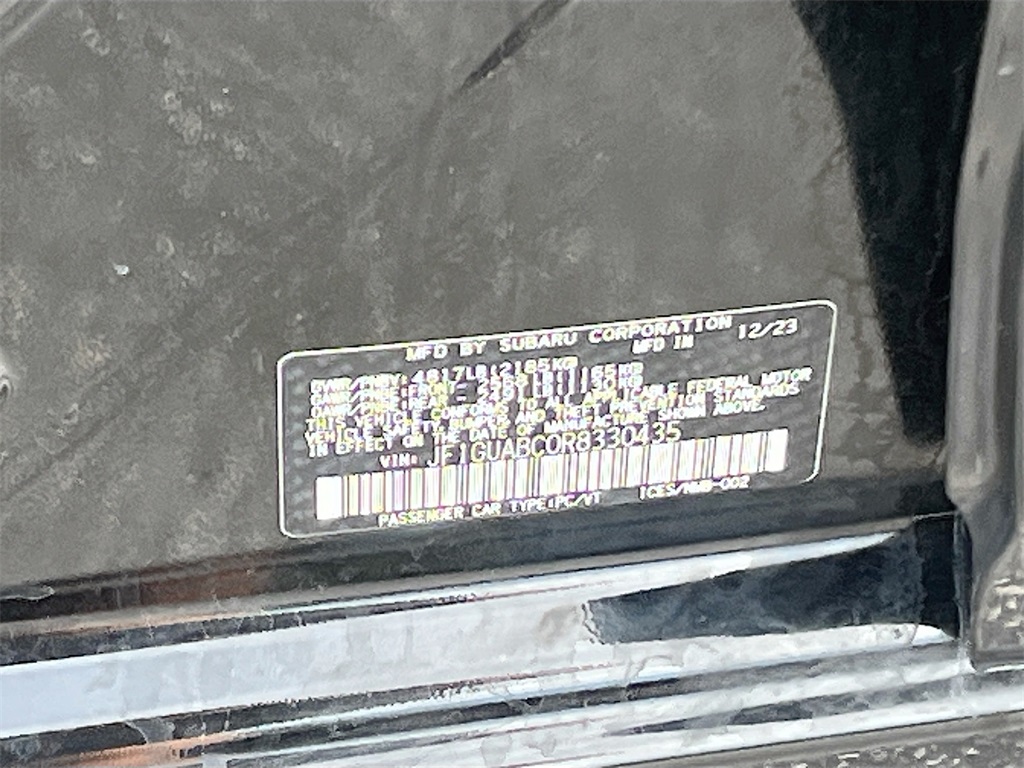 MFD BY SUBARU CORPORATION 12/23
MFD IN
GVWR/PNBV: 4817LB(2185KG)
GAWR/PNBE:FRONT- 2568LB(1165KG)
GAWR/PNBE:REAR - 2491LB(1130KG)
THIS VEHICLE CONFORMS TO ALL APPLICABLE FEDERAL MOTOR
VEHICLE SAFETY, BUMPER AND THEFT PREVENTION STANDARDS
IN EFFECT ON THE DATE OF MANUFACTURE SHOWN ABOVE.
VIN: JF1GUABC0R8330435
PASSENGER CAR TYPE:PC/VT ICES/NMB-002